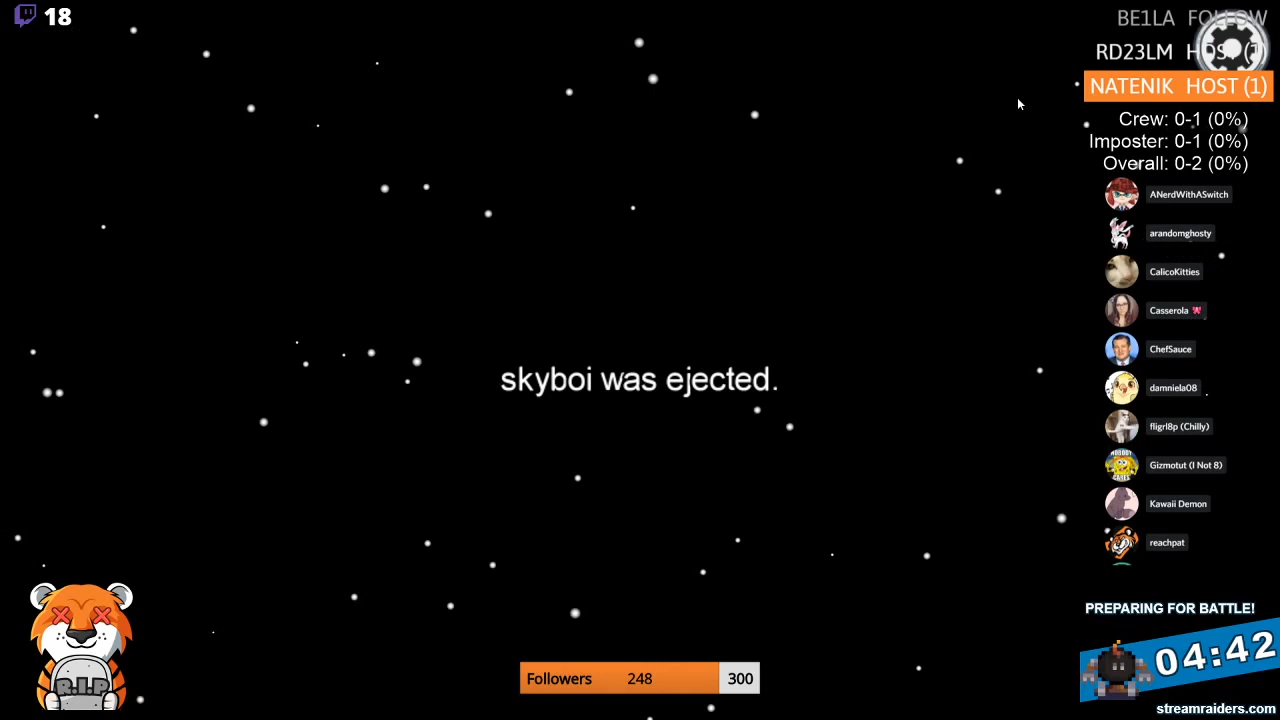 18
BE1LA FOLLOW
RD23LM HOST (1)
NATENIK HOST (1)
Crew: 0-1 (0%)
Imposter: 0-1 (0%)
Overall: 0-2 (0%)
ANerdWithASwitch
arandomghosty
CalicoKitties
Casserola
ChefSauce
skyboi was ejected.
damniela08
fligrl8p (Chilly)
NOBODY
CARES
Gizmotut (I Not 8)
Kawaii Demon
reachpat
PREPARING FOR BATTLE!
04:42
R.I.P
Followers 248 300
streamraiders.com